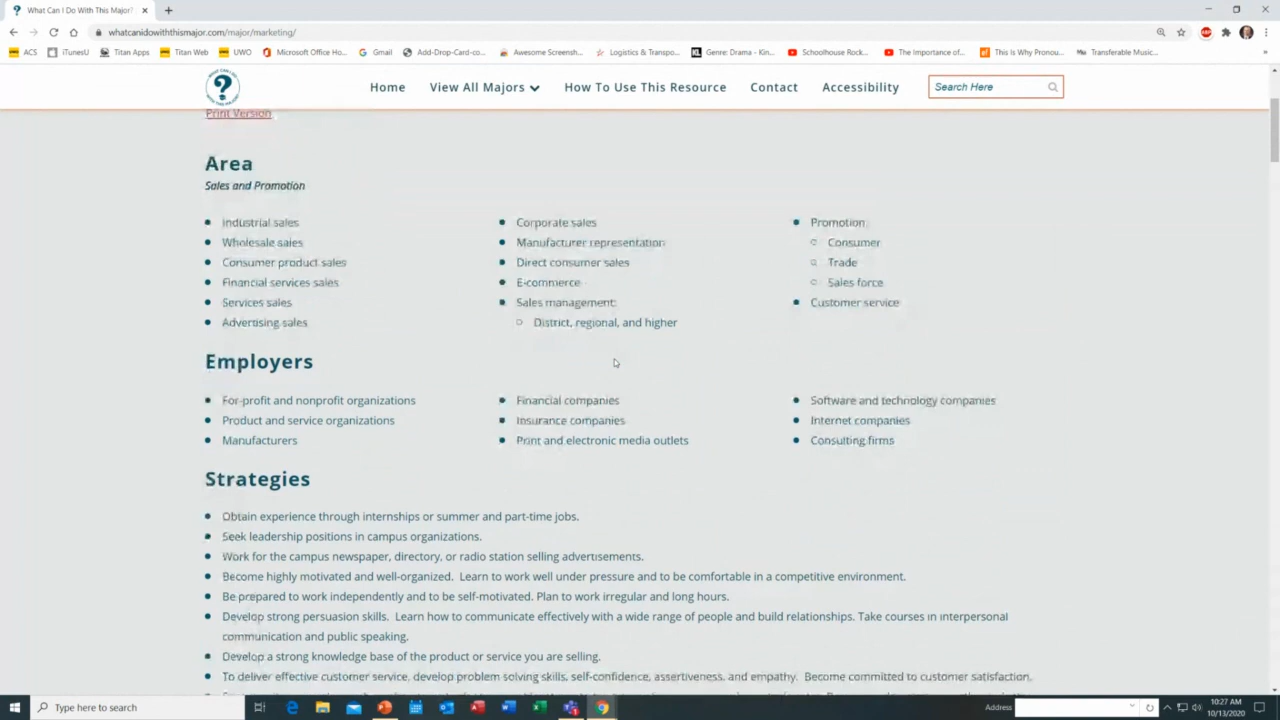 What Can I Do With This Major?
whatcanidowiththismajor.com/major/marketing/
ACS iTunesU Titan Apps Titan Web UWO Microsoft Office Ho... Gmail Add-Drop-Card-co... Awesome Screensh... Logistics & Transpo... Genre: Drama - Kin... Schoolhouse Rock... The Importance of... This Is Why Pronou... Transferable Music...
Home View All Majors How To Use This Resource Contact Accessibility Search Here
Print Version
Area
Sales and Promotion
Industrial sales
Wholesale sales
Consumer product sales
Financial services sales
Services sales
Advertising sales
Corporate sales
Manufacturer representation
Direct consumer sales
E-commerce
Sales management:
District, regional, and higher
Promotion:
Consumer
Trade
Sales force
Customer service
Employers
For-profit and nonprofit organizations
Product and service organizations
Manufacturers
Financial companies
Insurance companies
Print and electronic media outlets
Software and technology companies
Internet companies
Consulting firms
Strategies
Obtain experience through internships or summer and part-time jobs.
Seek leadership positions in campus organizations.
Work for the campus newspaper, directory, or radio station selling advertisements.
Become highly motivated and well-organized. Learn to work well under pressure and to be comfortable in a competitive environment.
Be prepared to work independently and to be self-motivated. Plan to work irregular and long hours.
Develop strong persuasion skills. Learn how to communicate effectively with a wide range of people and build relationships. Take courses in interpersonal
communication and public speaking.
Develop a strong knowledge base of the product or service you are selling.
To deliver effective customer service, develop problem solving skills, self-confidence, assertiveness, and empathy. Become committed to customer satisfaction.
Type here to search
Address
10:27 AM
10/13/2020